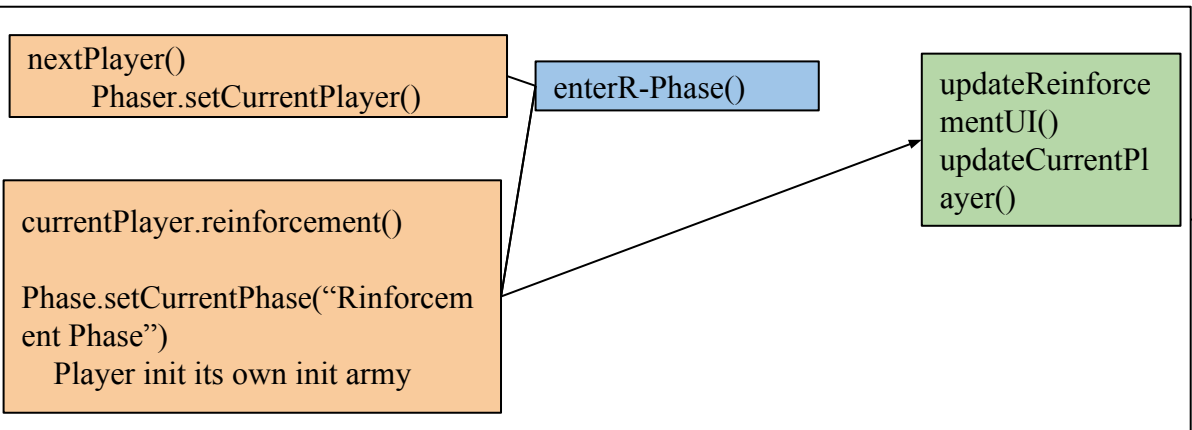 nextPlayer()
Phaser.setCurrentPlayer()
enterR-Phase()
updateReinforce
mentUI()
updateCurrentPl
ayer()
currentPlayer.reinforcement()
Phase.setCurrentPhase(“Rinforcem
ent Phase”)
Player init its own init army